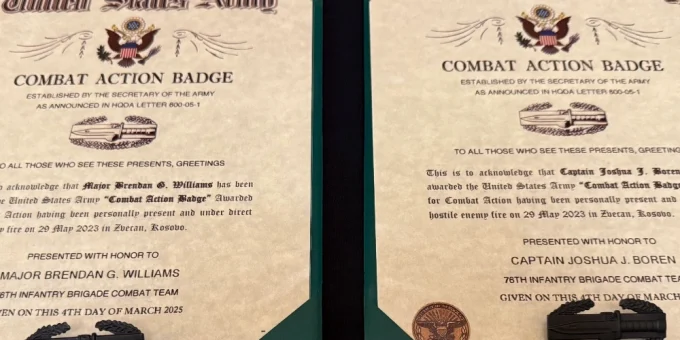 United States Army
COMBAT ACTION BADGE
ESTABLISHED BY THE SECRETARY OF THE ARMY
AS ANNOUNCED IN HQDA LETTER 600-05-1
TO ALL THOSE WHO SEE THESE PRESENTS, GREETINGS
acknowledge that Major Brendan G. Williams has been
United States Army "Combat Action Badge" Awarded
Action having been personally present and under direct
fire on 29 May 2023 in Zvecan, Kosovo.
PRESENTED WITH HONOR TO
MAJOR BRENDAN G. WILLIAMS
76TH INFANTRY BRIGADE COMBAT TEAM
GIVEN ON THIS 4TH DAY OF MARCH 2025
COMBAT ACTION BADGE
ESTABLISHED BY THE SECRETARY OF THE ARMY
AS ANNOUNCED IN HQDA LETTER 600-05-1
TO ALL THOSE WHO SEE THESE PRESENTS, GREETING
This is to acknowledge that Captain Joshua J. Boren
awarded the United States Army "Combat Action Badge
for Combat Action having been personally present and
hostile enemy fire on 29 May 2023 in Zvecan, Kosovo.
PRESENTED WITH HONOR TO
CAPTAIN JOSHUA J. BOREN
76TH INFANTRY BRIGADE COMBAT TEAM
GIVEN ON THIS 4TH DAY OF MARCH